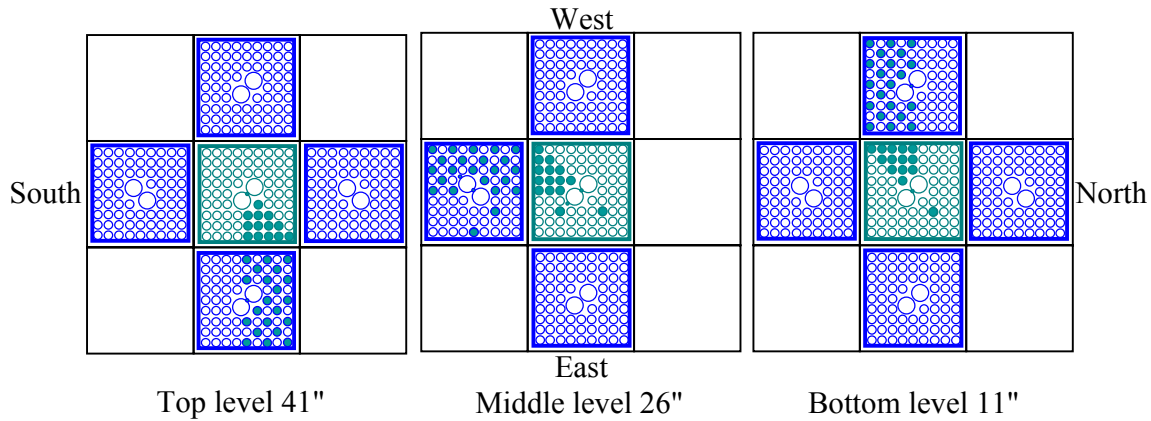 West
South
North
East
Top level 41"
Middle level 26"
Bottom level 11"